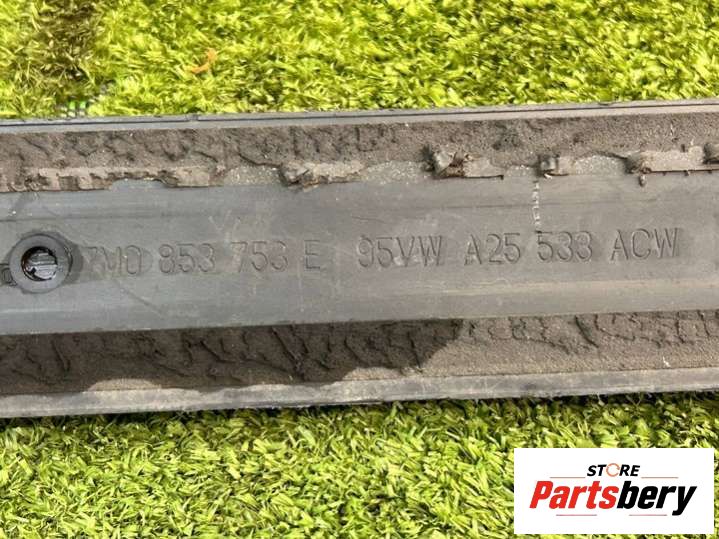 7M0 853 753 E 95VW A25 533 ACW
STORE
Partsbery